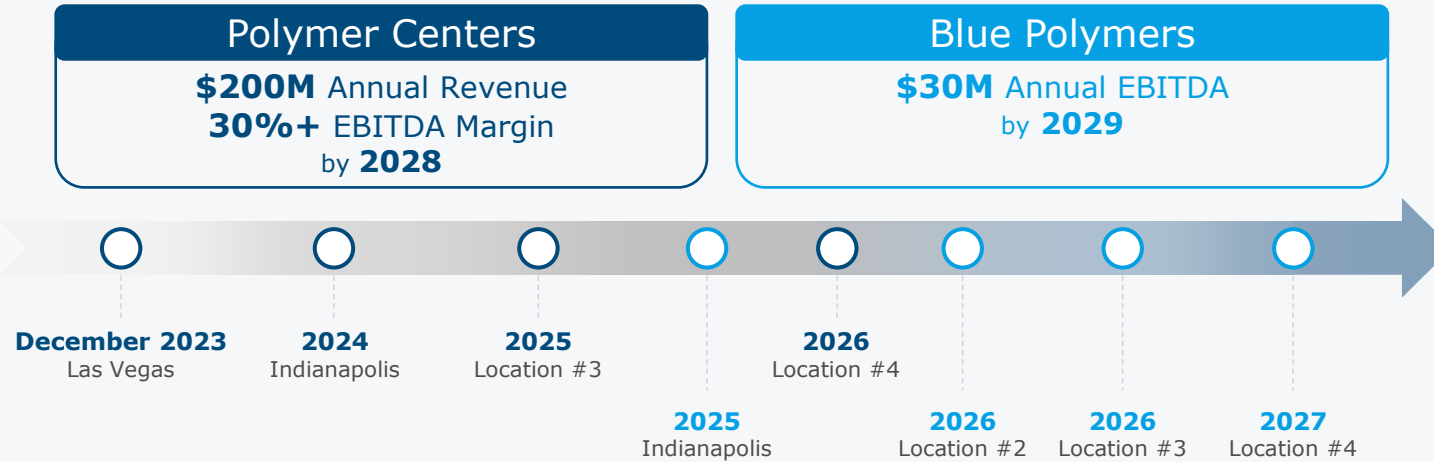 Polymer Centers
$200M Annual Revenue
30%+ EBITDA Margin
by 2028
Blue Polymers
$30M Annual EBITDA
by 2029
December 2023
Las Vegas
2024
Indianapolis
2025
Location #3
2025
Indianapolis
2026
Location #4
2026
Location #2
2026
Location #3
2027
Location #4